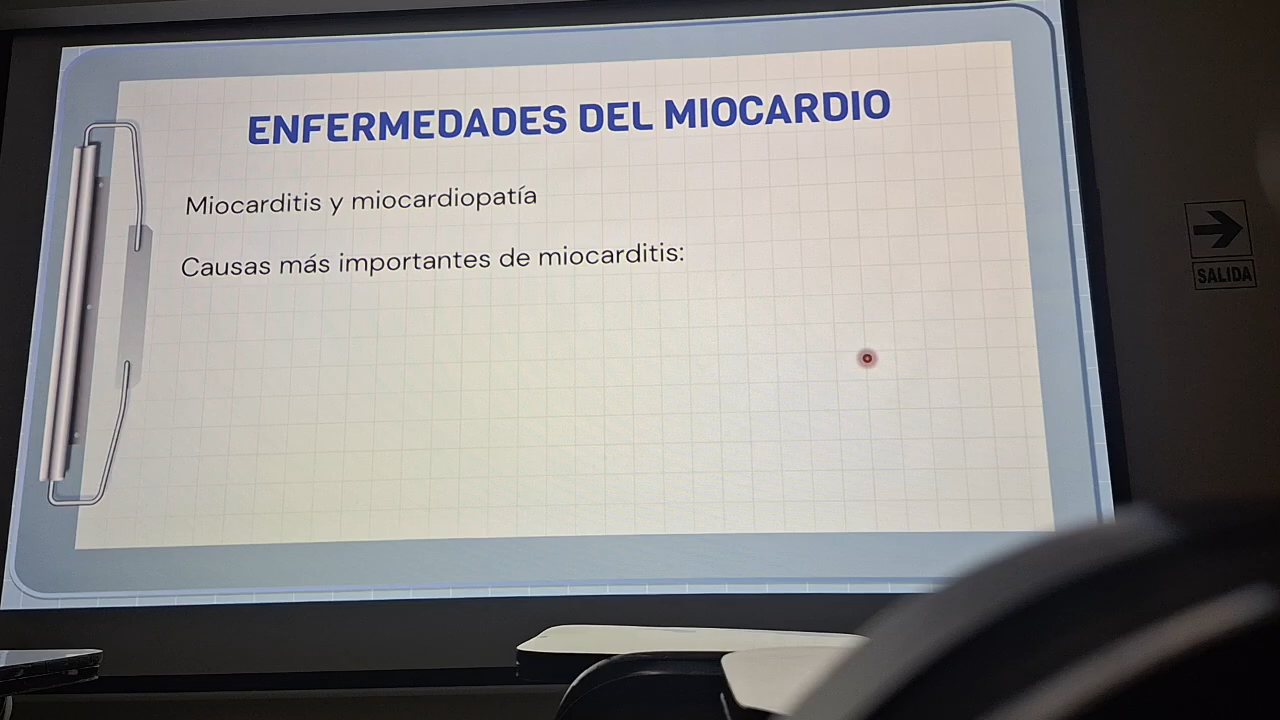 ENFERMEDADES DEL MIOCARDIO
Miocarditis y miocardiopatía
Causas más importantes de miocarditis:
SALIDA